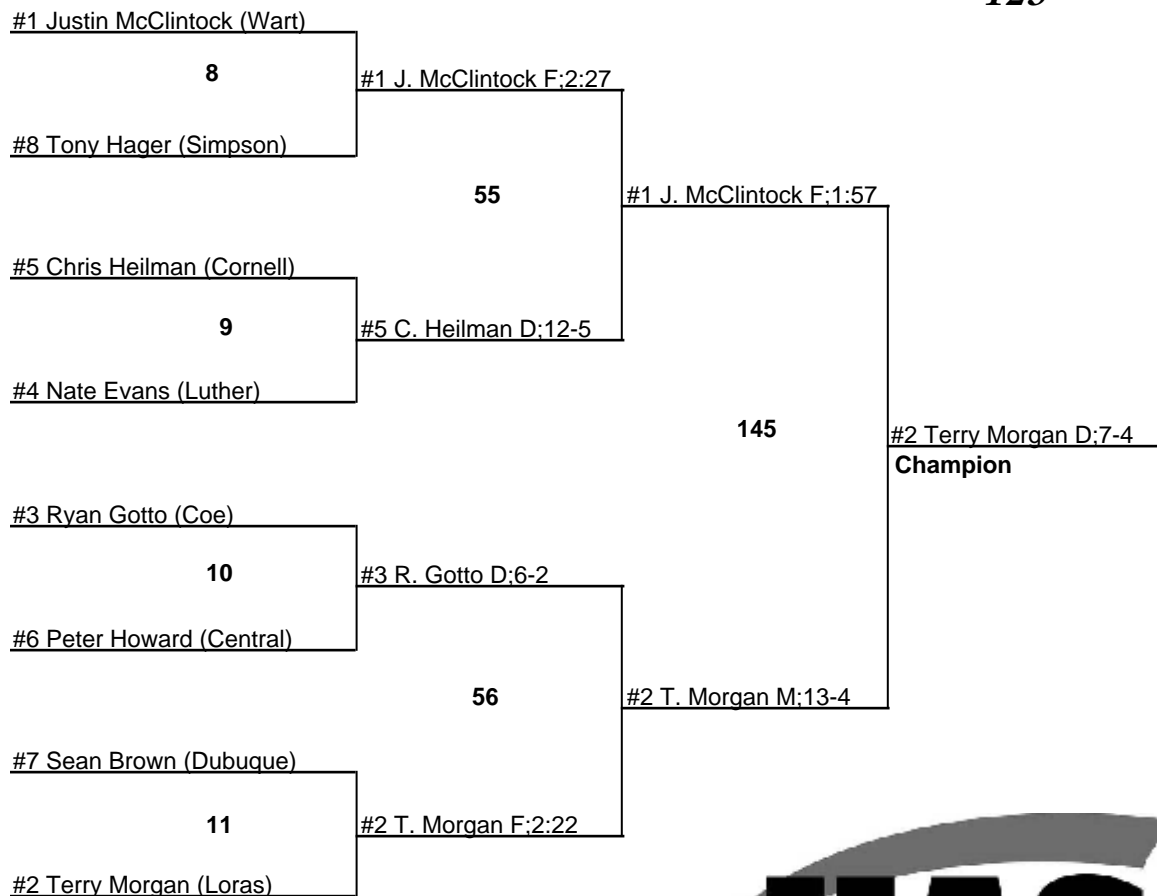 #1 Justin McClintock (Wart)
8
#1 J. McClintock F;2:27
#8 Tony Hager (Simpson)
55
#1 J. McClintock F;1:57
#5 Chris Heilman (Cornell)
9
#5 C. Heilman D;12-5
#4 Nate Evans (Luther)
145
#2 Terry Morgan D;7-4
Champion
#3 Ryan Gotto (Coe)
10
#3 R. Gotto D;6-2
#6 Peter Howard (Central)
56
#2 T. Morgan M;13-4
#7 Sean Brown (Dubuque)
11
#2 T. Morgan F;2:22
#2 Terry Morgan (Loras)